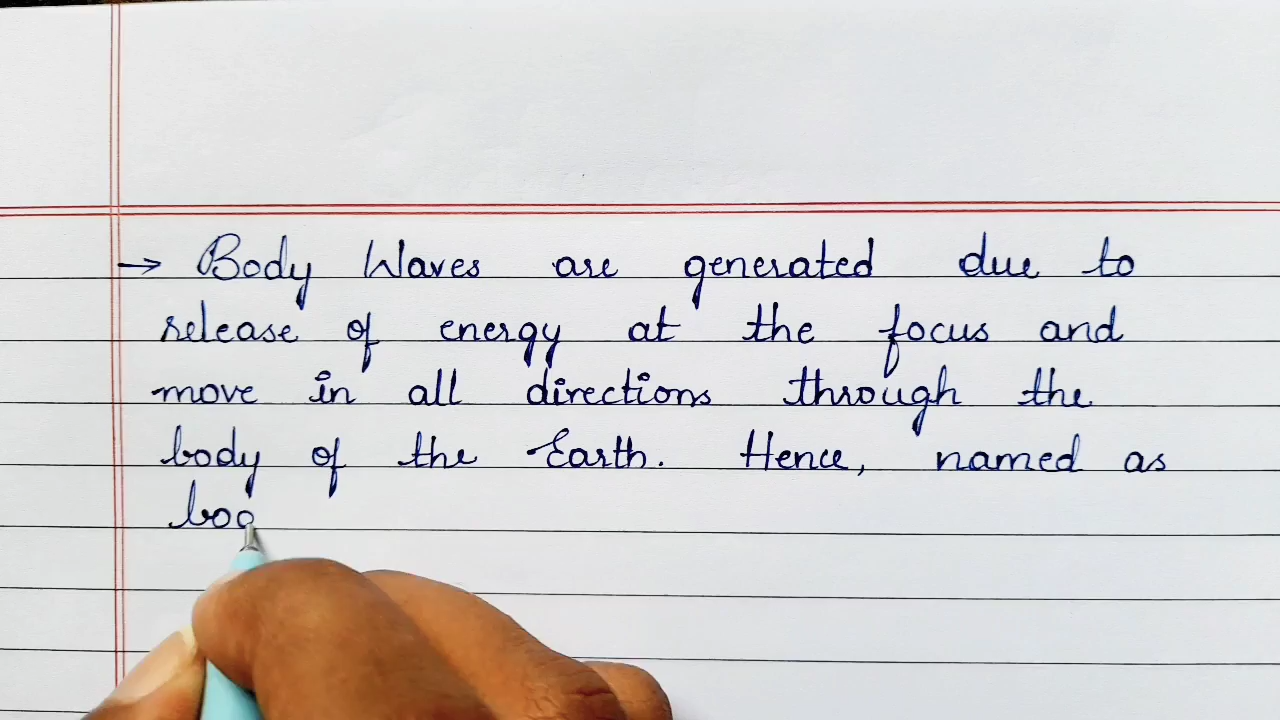 → Body Waves are generated due to
release of energy at the focus and
move in all directions through the
body of the Earth. Hence, named as